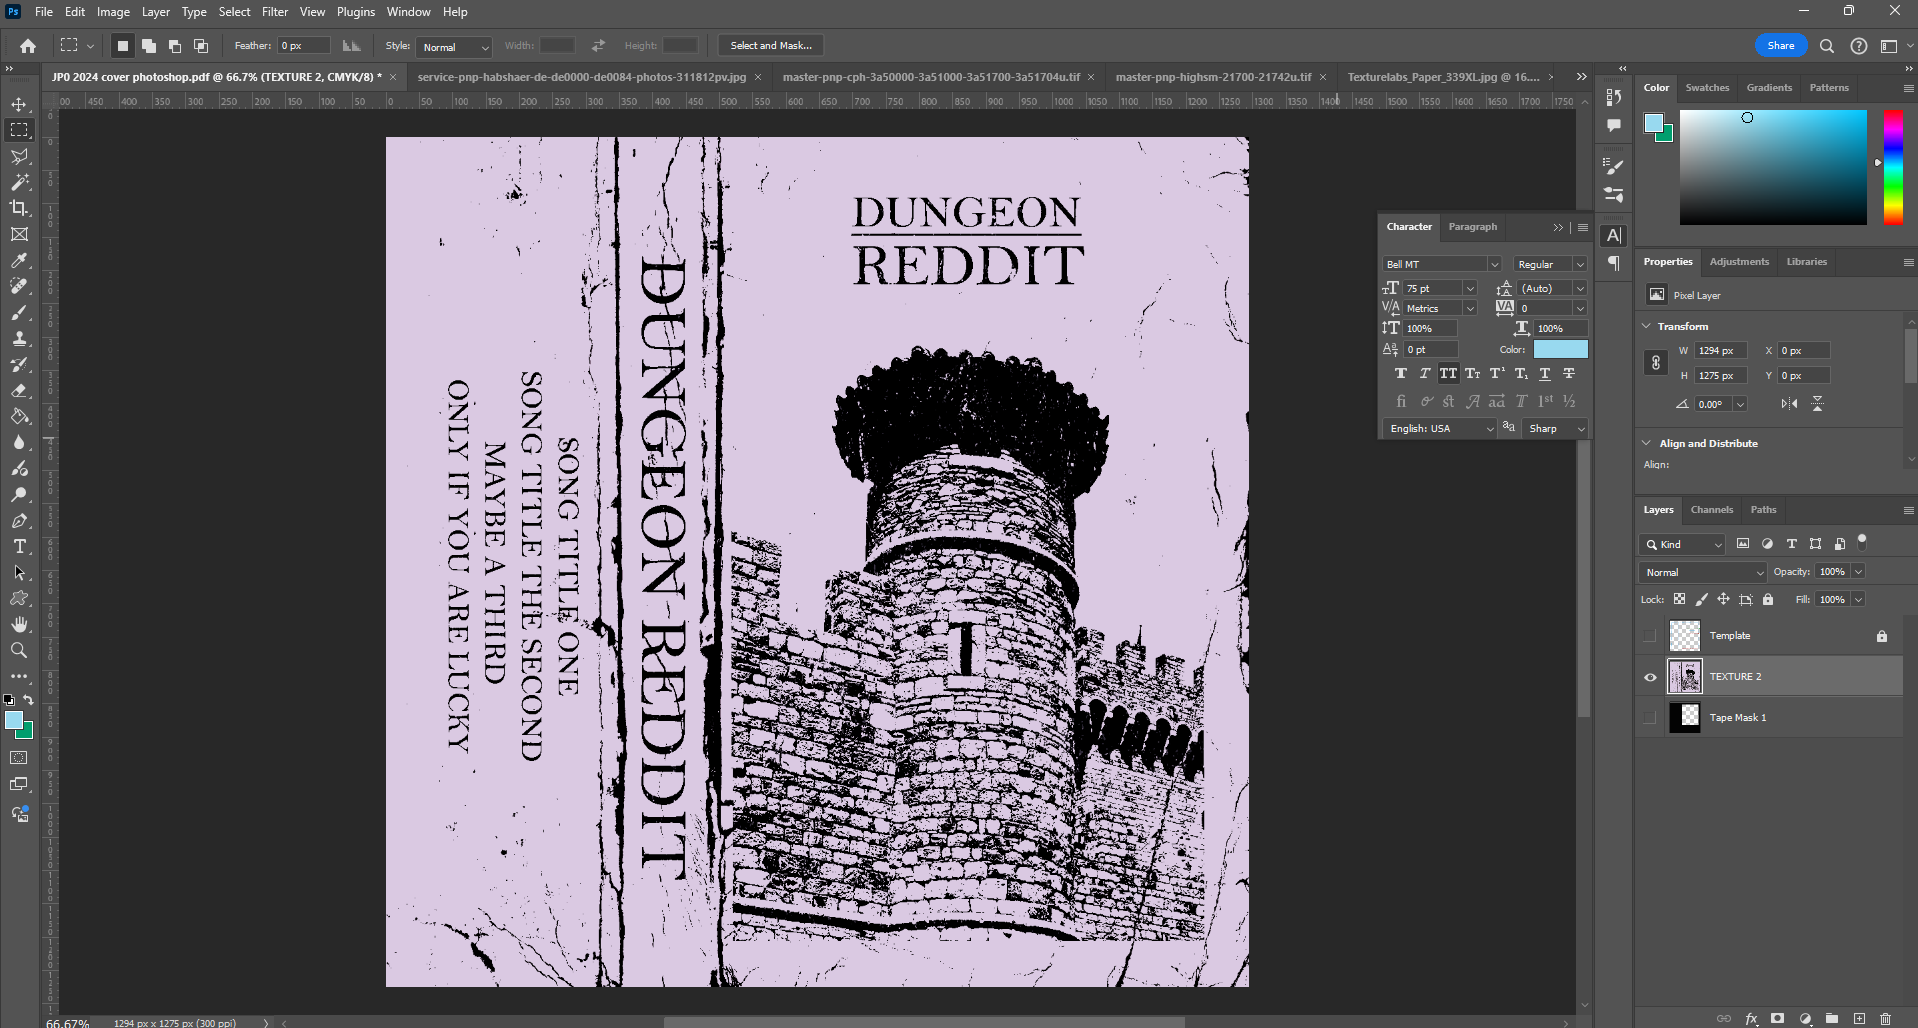 Ps File Edit Image Layer Type Select Filter View Plugins Window Help
Feather: 0 px Style: Normal Width: Height: Select and Mask... Share
JP0 2024 cover photoshop.pdf @ 66.7% (TEXTURE 2, CMYK/8) *
service-pnp-habshaer-de-de0000-de0084-photos-311812pv.jpg
master-pnp-cph-3a50000-3a51000-3a51700-3a51704u.tif
master-pnp-highsm-21700-21742u.tif
Texturelabs_Paper_339XL.jpg @ 16....
DUNGEON
REDDIT
DUNGEON REDDIT
SONG TITLE ONE
SONG TITLE THE SECOND
MAYBE A THIRD
ONLY IF YOU ARE LUCKY
Character Paragraph
Bell MT Regular
75 pt (Auto)
Metrics 0
100% 100%
0 pt Color:
English: USA Sharp
Color Swatches Gradients Patterns
Properties Adjustments Libraries
Pixel Layer
Transform
W 1294 px X 0 px
H 1275 px Y 0 px
0.00°
Align and Distribute
Align:
Layers Channels Paths
Kind
Normal Opacity: 100%
Lock: Fill: 100%
Template
TEXTURE 2
Tape Mask 1
66.67% 1294 px x 1275 px (300 ppi)